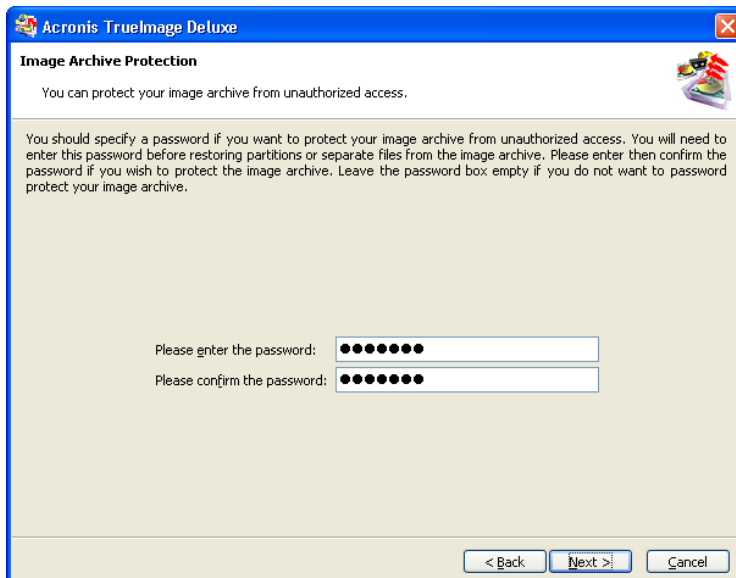 Acronis TrueImage Deluxe
Image Archive Protection
You can protect your image archive from unauthorized access.
You should specify a password if you want to protect your image archive from unauthorized access. You will need to
enter this password before restoring partitions or separate files from the image archive. Please enter then confirm the
password if you wish to protect the image archive. Leave the password box empty if you do not want to password
protect your image archive.
Please enter the password: ●●●●●●●
Please confirm the password: ●●●●●●●
< Back Next > Cancel